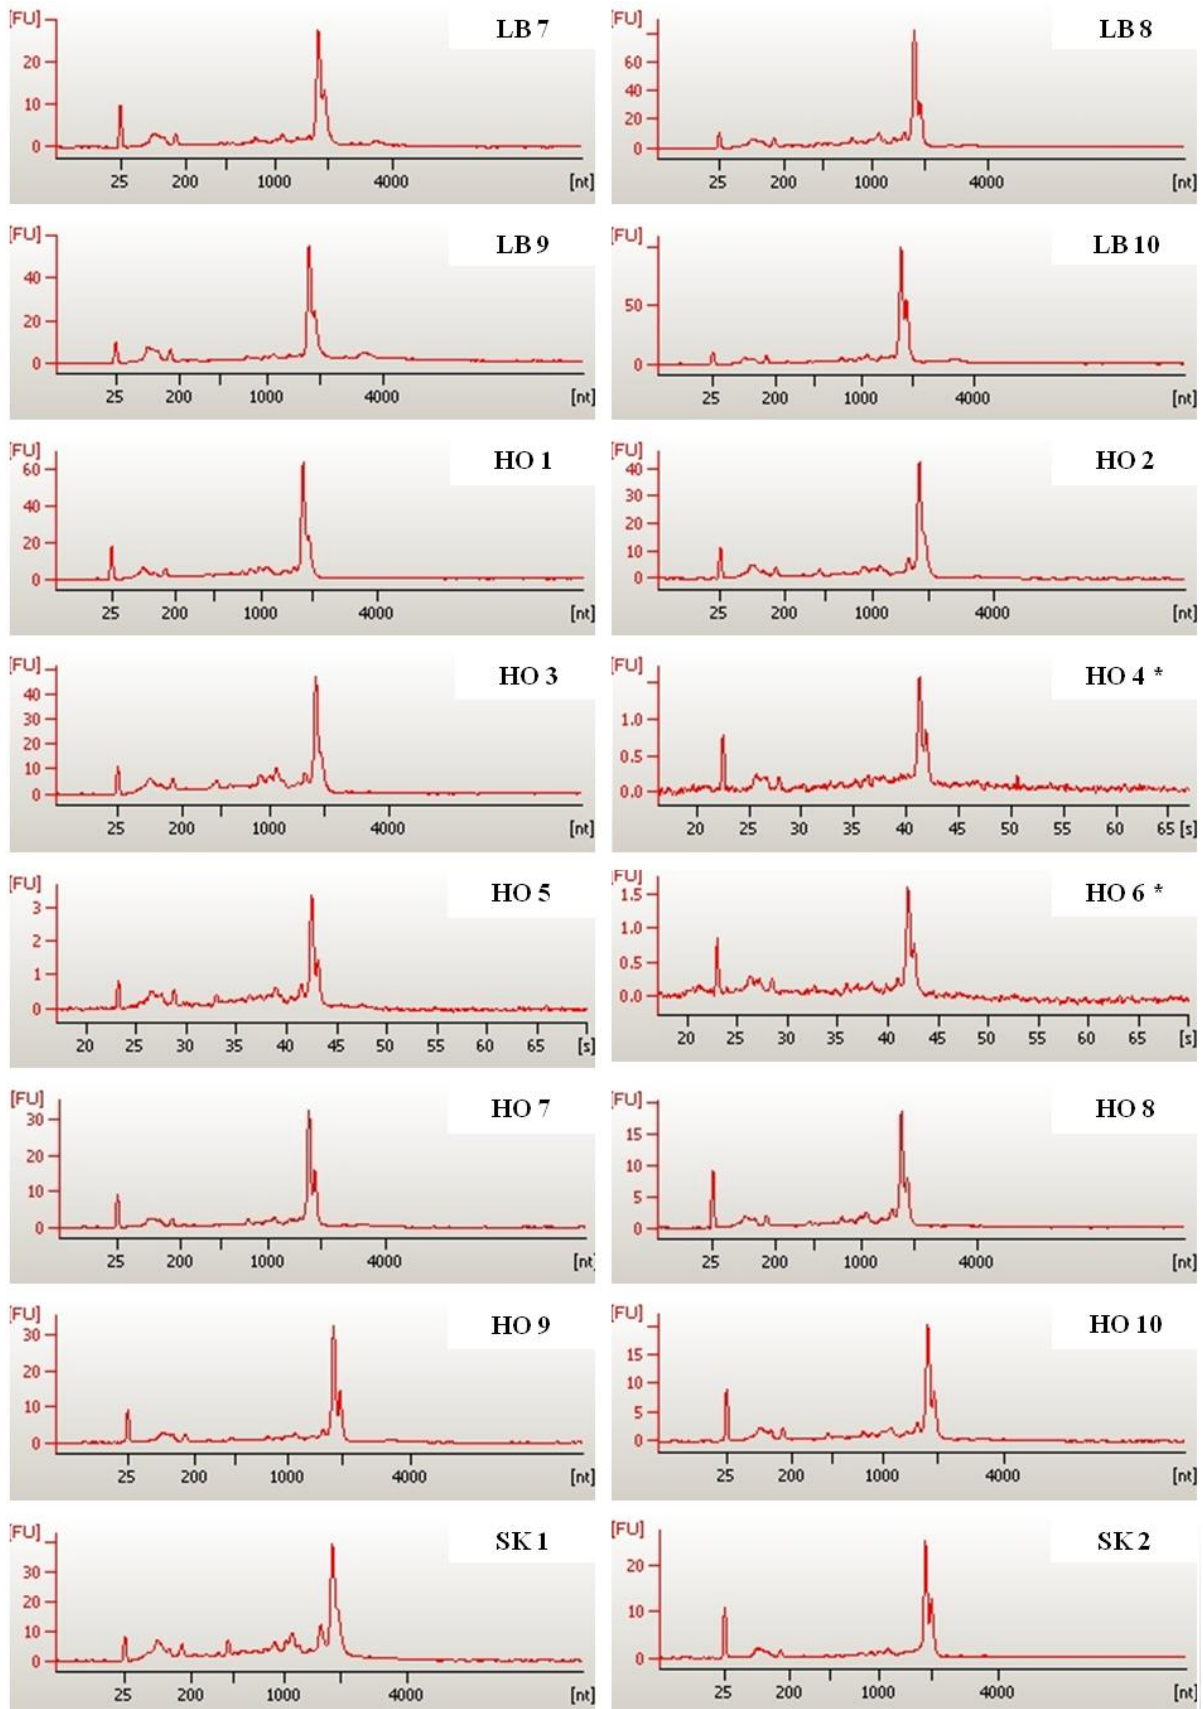 [FU] LB 7
20
10
0
25 200 1000 4000 [nt]
[FU] LB 8
60
40
20
0
25 200 1000 4000 [nt]
[FU] LB 9
40
20
0
25 200 1000 4000 [nt]
[FU] LB 10
50
0
25 200 1000 4000 [nt]
[FU] HO 1
60
40
20
0
25 200 1000 4000 [nt]
[FU] HO 2
40
30
20
10
0
25 200 1000 4000 [nt]
[FU] HO 3
40
30
20
10
0
25 200 1000 4000 [nt]
[FU] HO 4 *
1.0
0.5
0.0
20 25 30 35 40 45 50 55 60 65 [s]
[FU] HO 5
3
2
1
0
20 25 30 35 40 45 50 55 60 65 [s]
[FU] HO 6 *
1.5
1.0
0.5
0.0
20 25 30 35 40 45 50 55 60 65 [s]
[FU] HO 7
30
20
10
0
25 200 1000 4000 [nt]
[FU] HO 8
15
10
5
0
25 200 1000 4000 [nt]
[FU] HO 9
30
20
10
0
25 200 1000 4000 [nt]
[FU] HO 10
15
10
5
0
25 200 1000 4000 [nt]
[FU] SK 1
30
20
10
0
25 200 1000 4000 [nt]
[FU] SK 2
20
10
0
25 200 1000 4000 [nt]